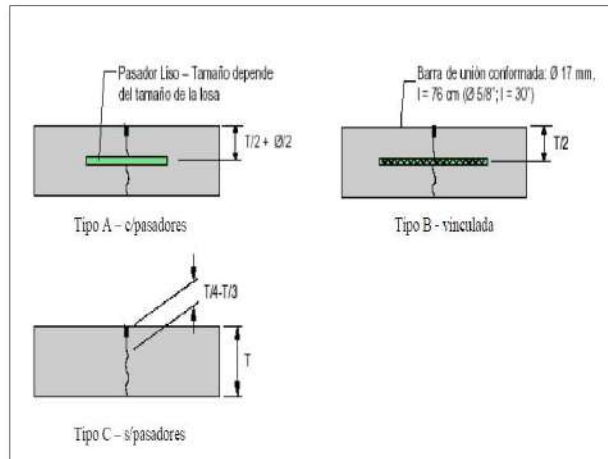 Pasador Liso – Tamaño depende
del tamaño de la losa
T/2 + Ø/2
Tipo A – c/pasadores
Barra de unión conformada: Ø 17 mm,
l = 76 cm (Ø 5/8"; l = 30")
T/2
Tipo B - vinculada
T/4-T/3
T
Tipo C – s/pasadores